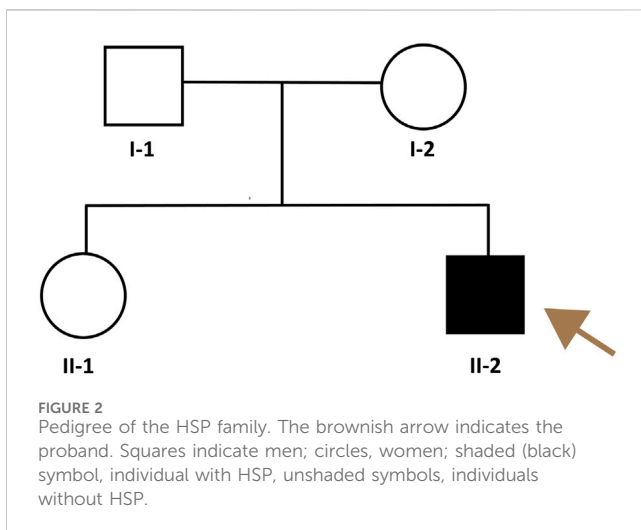 I-1 I-2
II-1 II-2
FIGURE 2
Pedigree of the HSP family. The brownish arrow indicates the
proband. Squares indicate men; circles, women; shaded (black)
symbol, individual with HSP, unshaded symbols, individuals
without HSP.